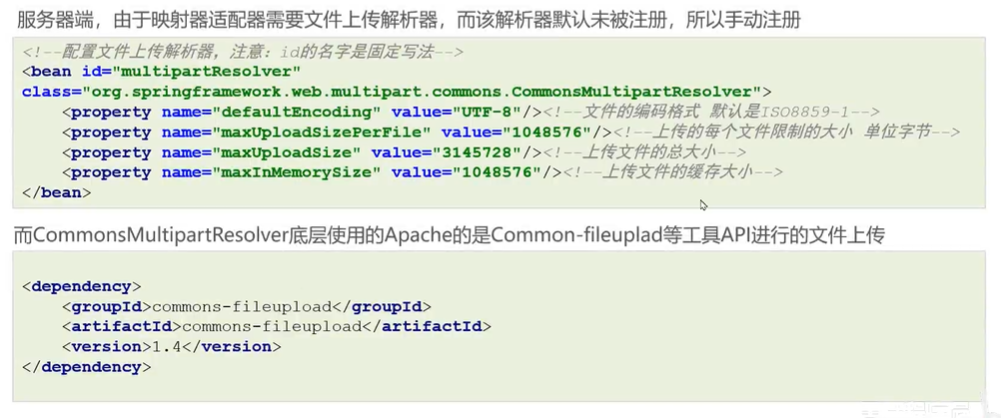 服务器端，由于映射器适配器需要文件上传解析器，而该解析器默认未被注册，所以手动注册
<!--配置文件上传解析器，注意：id的名字是固定写法-->
<bean id="multipartResolver"
class="org.springframework.web.multipart.commons.CommonsMultipartResolver">
<property name="defaultEncoding" value="UTF-8"/><!--文件的编码格式 默认是ISO8859-1-->
<property name="maxUploadSizePerFile" value="1048576"/><!--上传的每个文件限制的大小 单位字节-->
<property name="maxUploadSize" value="3145728"/><!--上传文件的总大小-->
<property name="maxInMemorySize" value="1048576"/><!--上传文件的缓存大小-->
</bean>
而CommonsMultipartResolver底层使用的Apache的是Common-fileuplad等工具API进行的文件上传
<dependency>
<groupId>commons-fileupload</groupId>
<artifactId>commons-fileupload</artifactId>
<version>1.4</version>
</dependency>